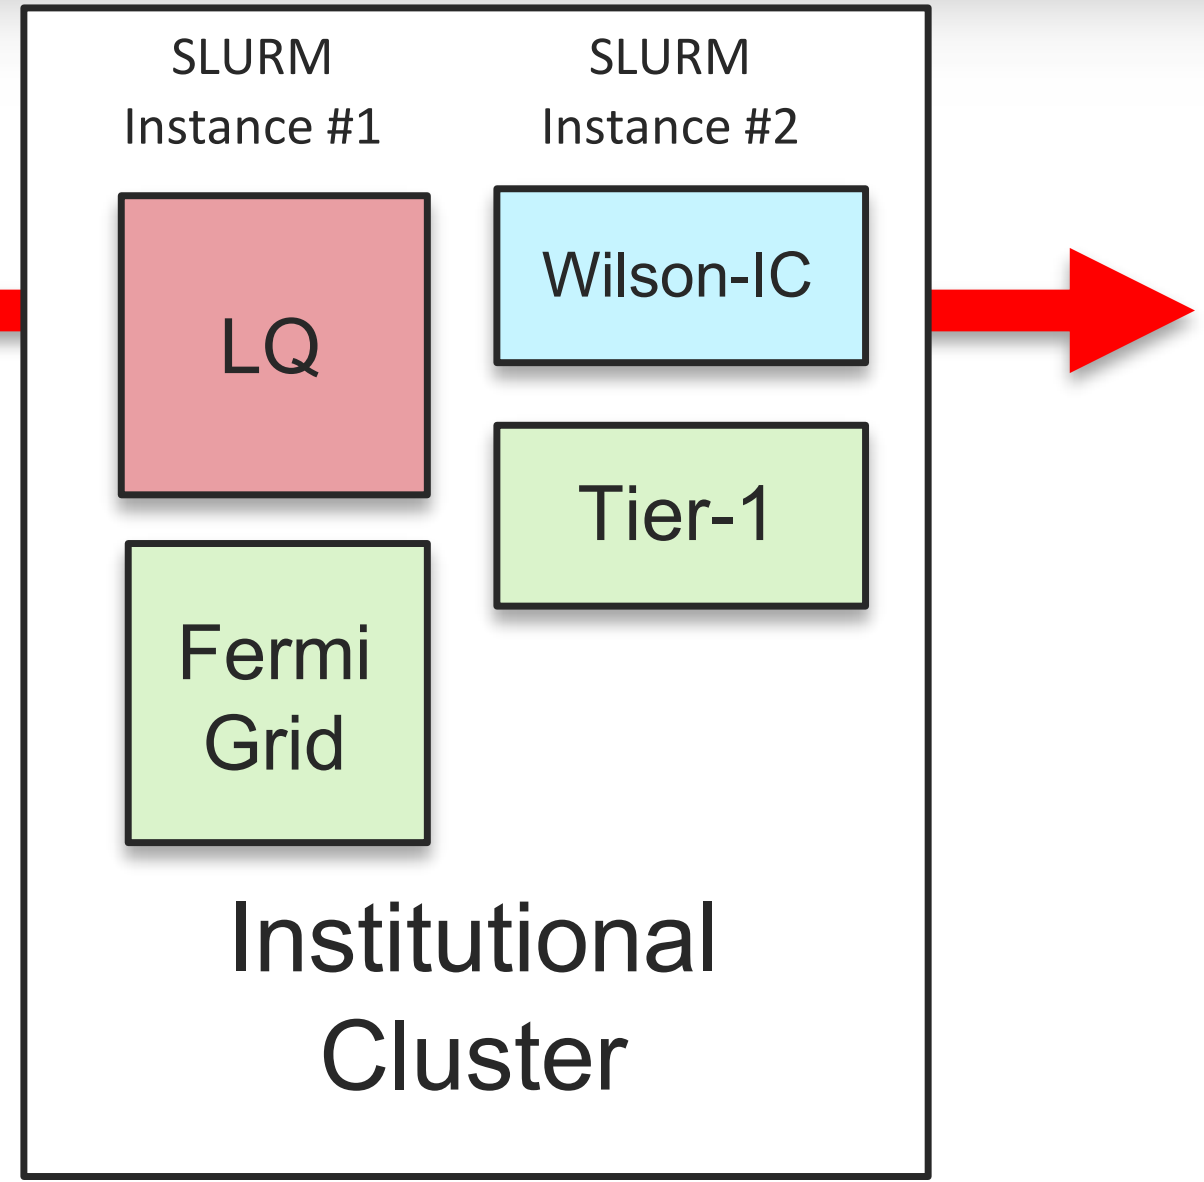 SLURM
Instance #1
SLURM
Instance #2
LQ
Wilson-IC
Tier-1
Fermi
Grid
Institutional
Cluster